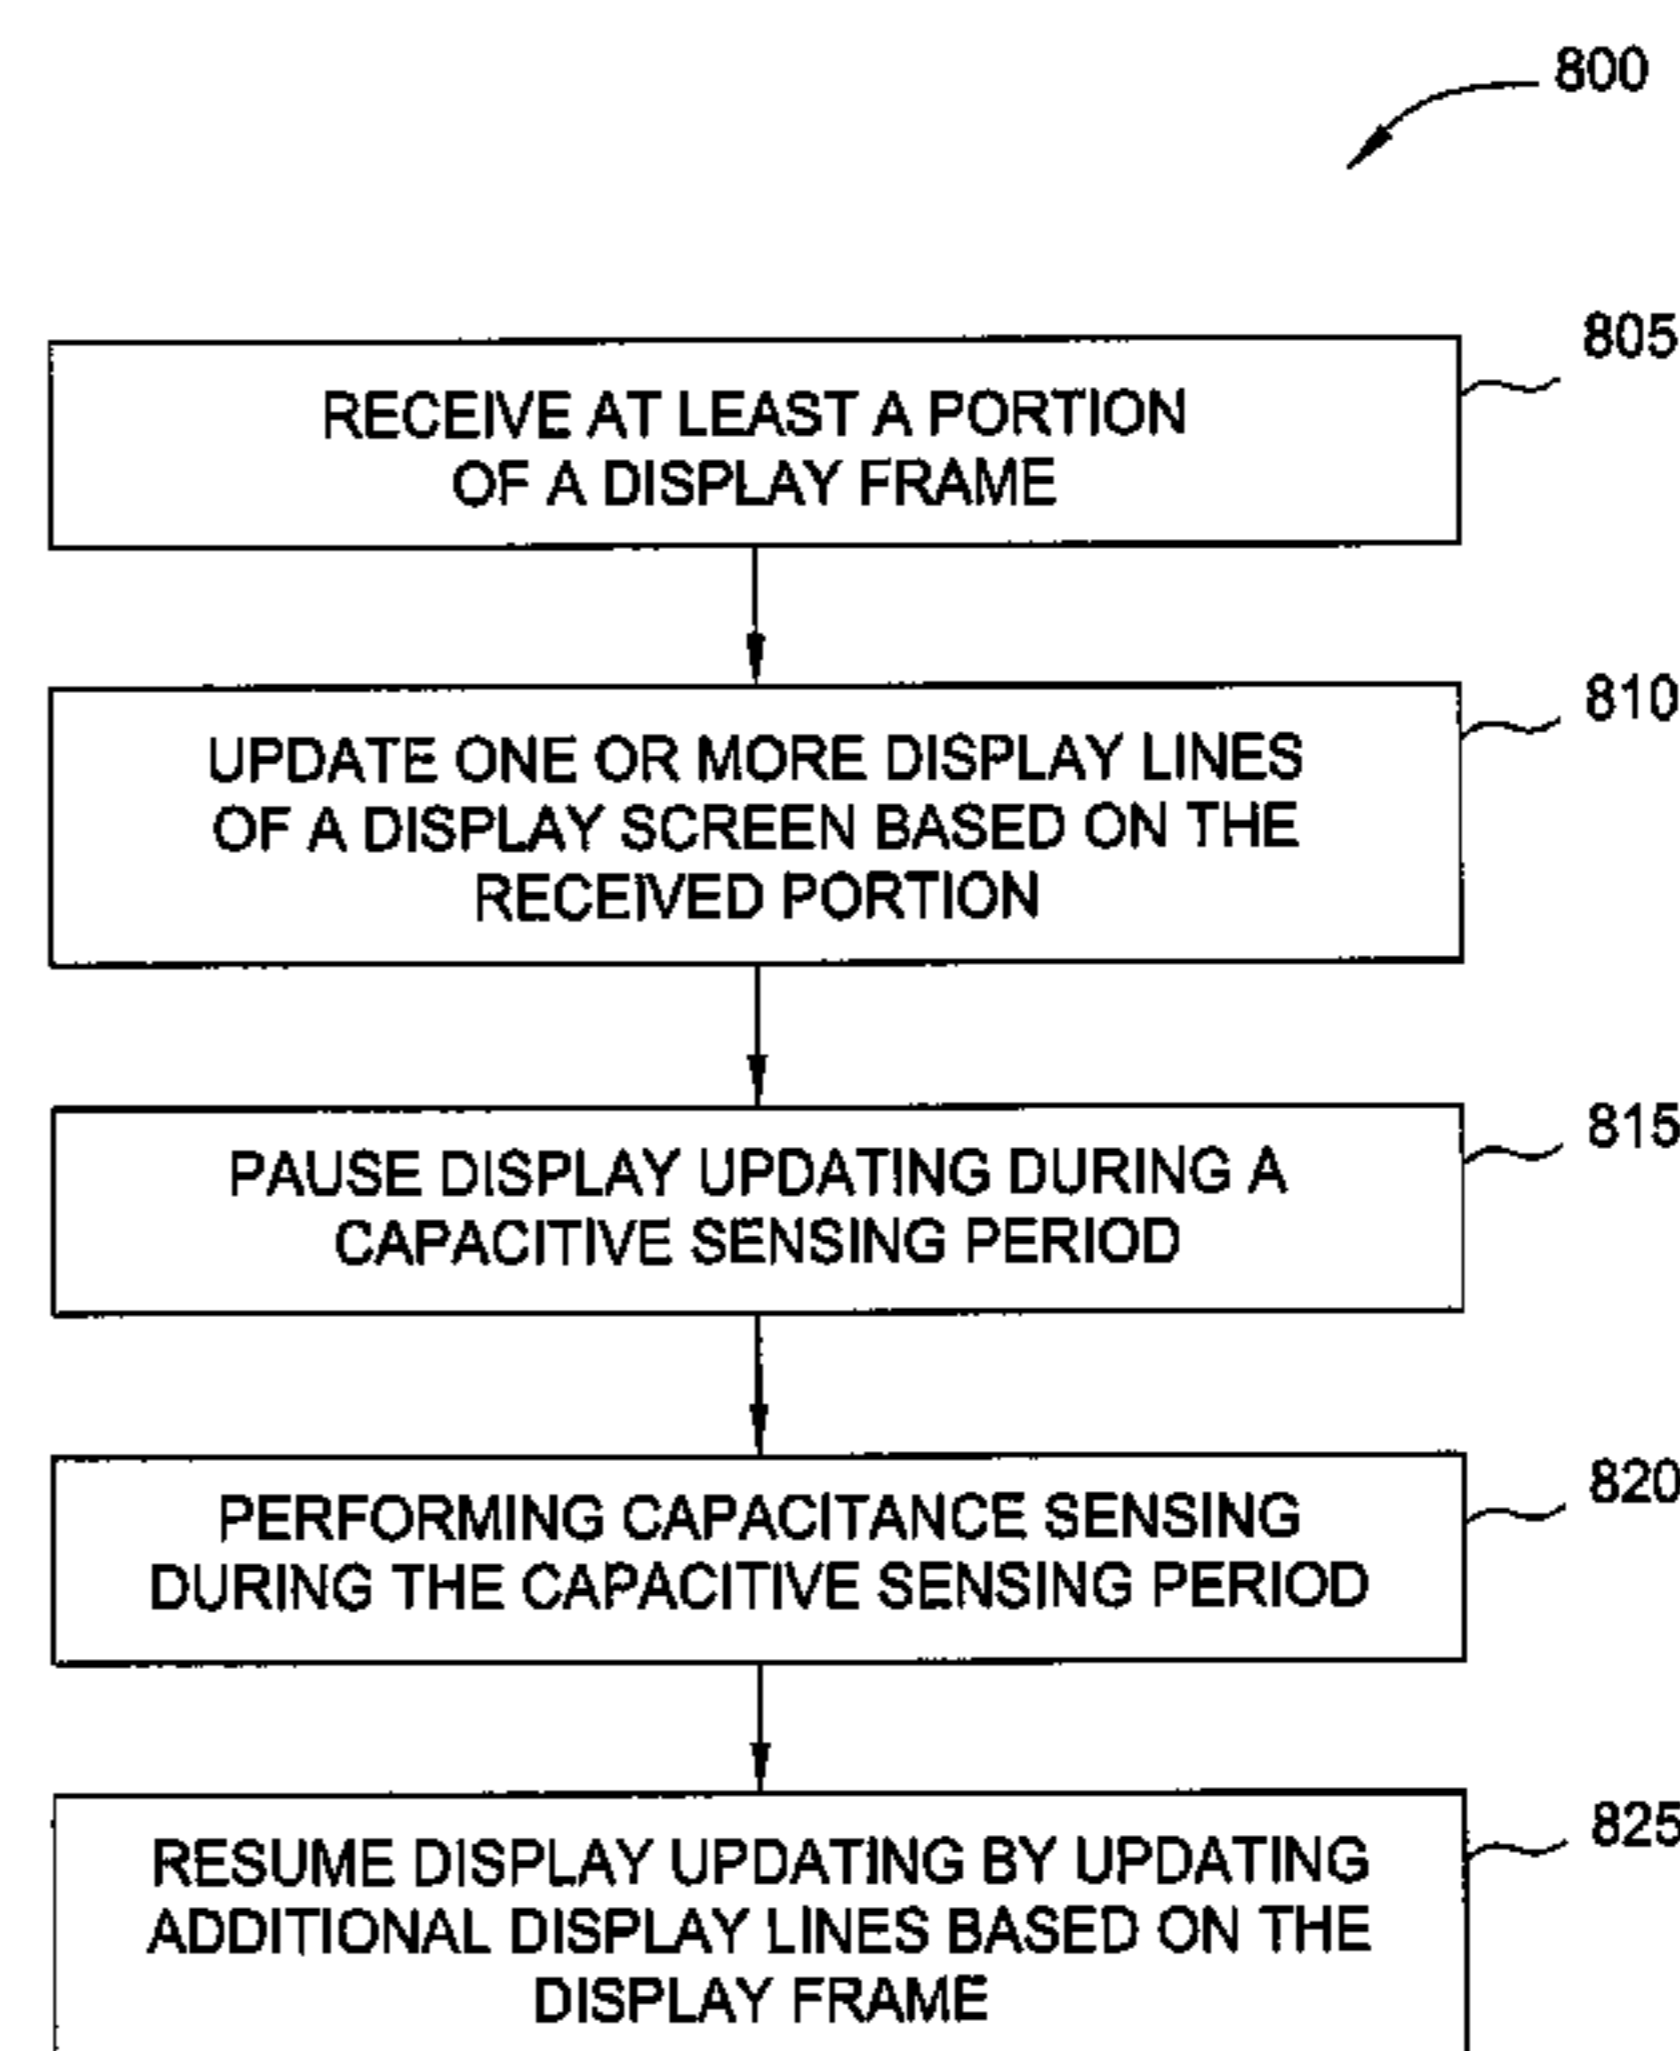 800
805
RECEIVE AT LEAST A PORTION
OF A DISPLAY FRAME
810
UPDATE ONE OR MORE DISPLAY LINES
OF A DISPLAY SCREEN BASED ON THE
RECEIVED PORTION
815
PAUSE DISPLAY UPDATING DURING A
CAPACITIVE SENSING PERIOD
820
PERFORMING CAPACITANCE SENSING
DURING THE CAPACITIVE SENSING PERIOD
825
RESUME DISPLAY UPDATING BY UPDATING
ADDITIONAL DISPLAY LINES BASED ON THE
DISPLAY FRAME